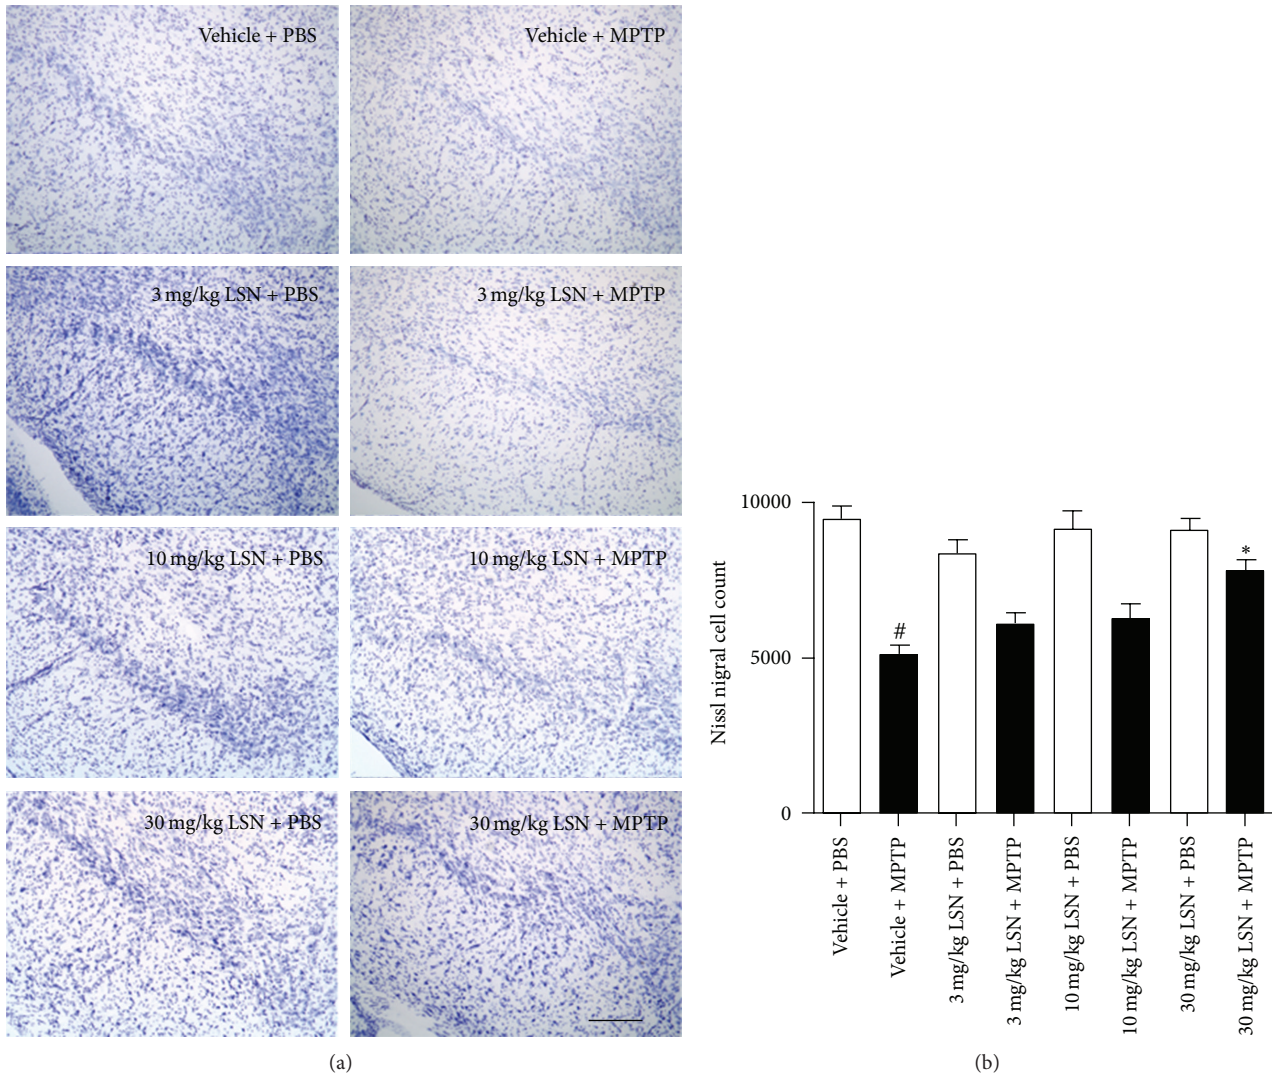 Vehicle + PBS
Vehicle + MPTP
3 mg/kg LSN + PBS
3 mg/kg LSN + MPTP
10 mg/kg LSN + PBS
10 mg/kg LSN + MPTP
30 mg/kg LSN + PBS
30 mg/kg LSN + MPTP
(a)
Nissl nigral cell count
10000
5000
0
#
*
Vehicle + PBS
Vehicle + MPTP
3 mg/kg LSN + PBS
3 mg/kg LSN + MPTP
10 mg/kg LSN + PBS
10 mg/kg LSN + MPTP
30 mg/kg LSN + PBS
30 mg/kg LSN + MPTP
(b)